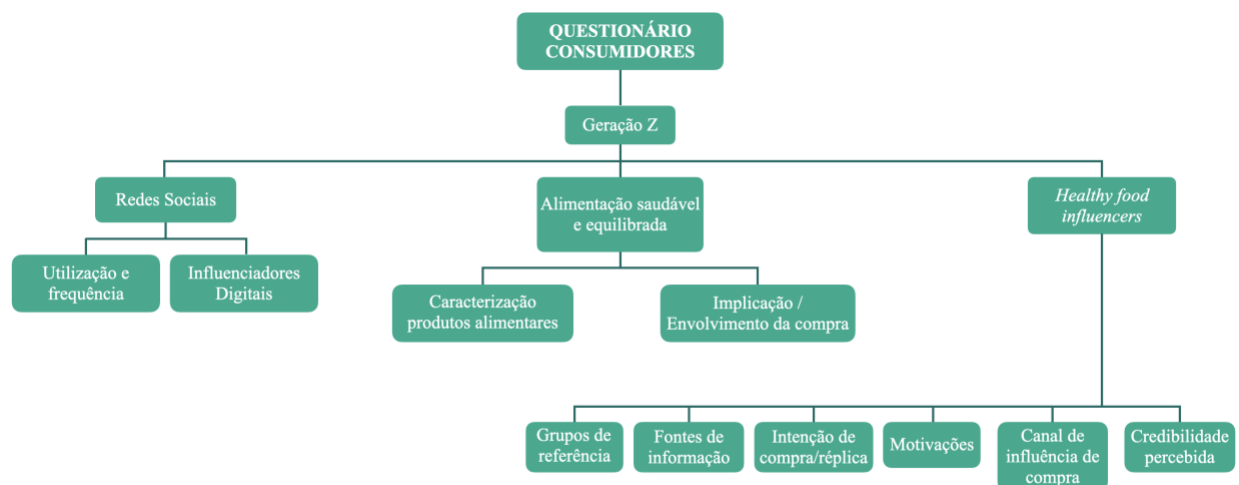 QUESTIONÁRIO
CONSUMIDORES
Geração Z
Redes Sociais
Alimentação saudável
e equilibrada
Healthy food
influencers
Utilização e
frequência
Influenciadores
Digitais
Caracterização
produtos alimentares
Implicação /
Envolvimento da compra
Grupos de
referência
Fontes de
informação
Intenção de
compra/réplica
Motivações
Canal de
influência de
compra
Credibilidade
percebida